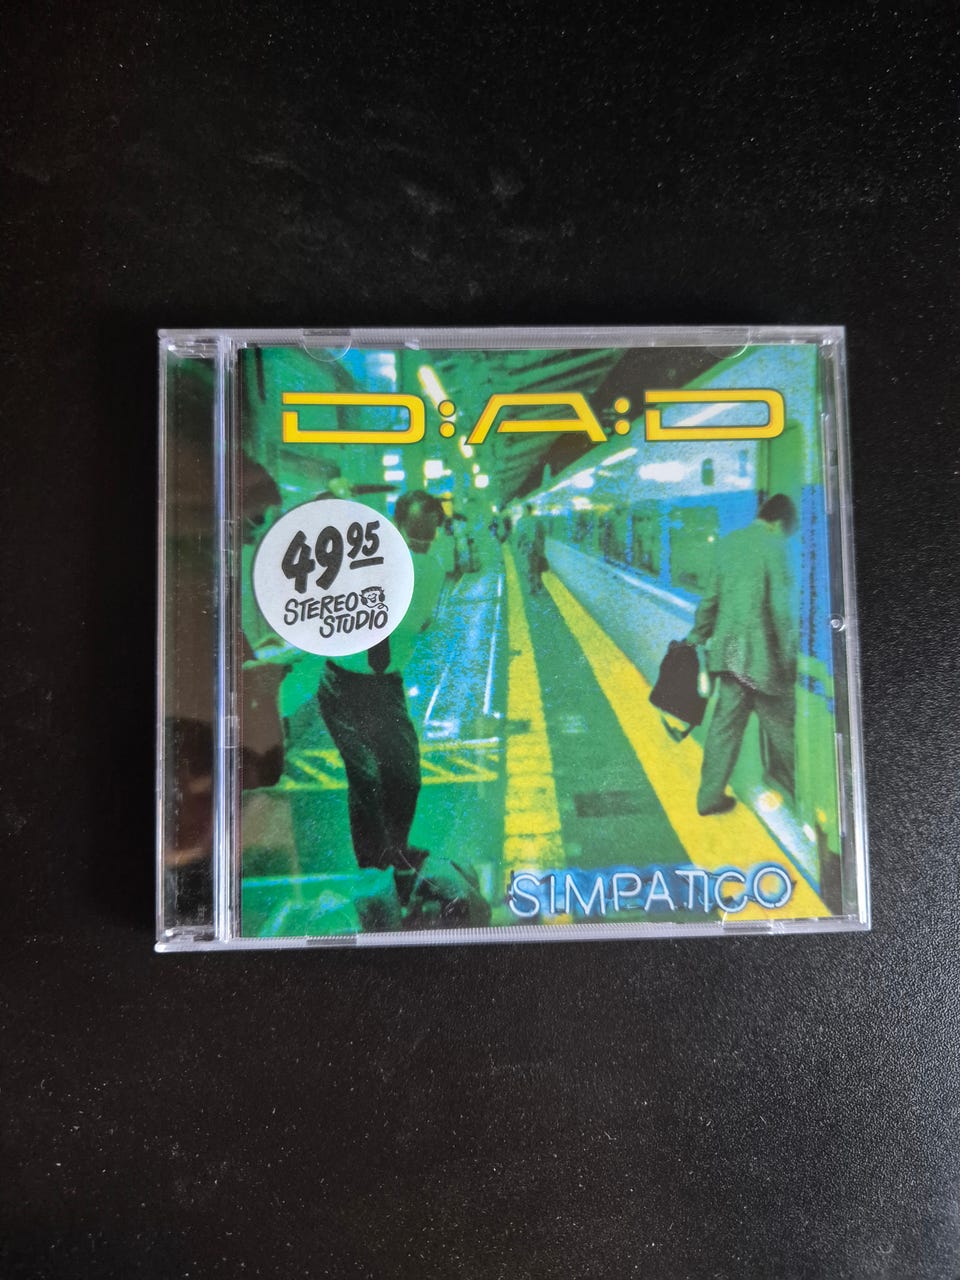 D:A:D
49 95
STEREO
STUDIO
SIMPATICO